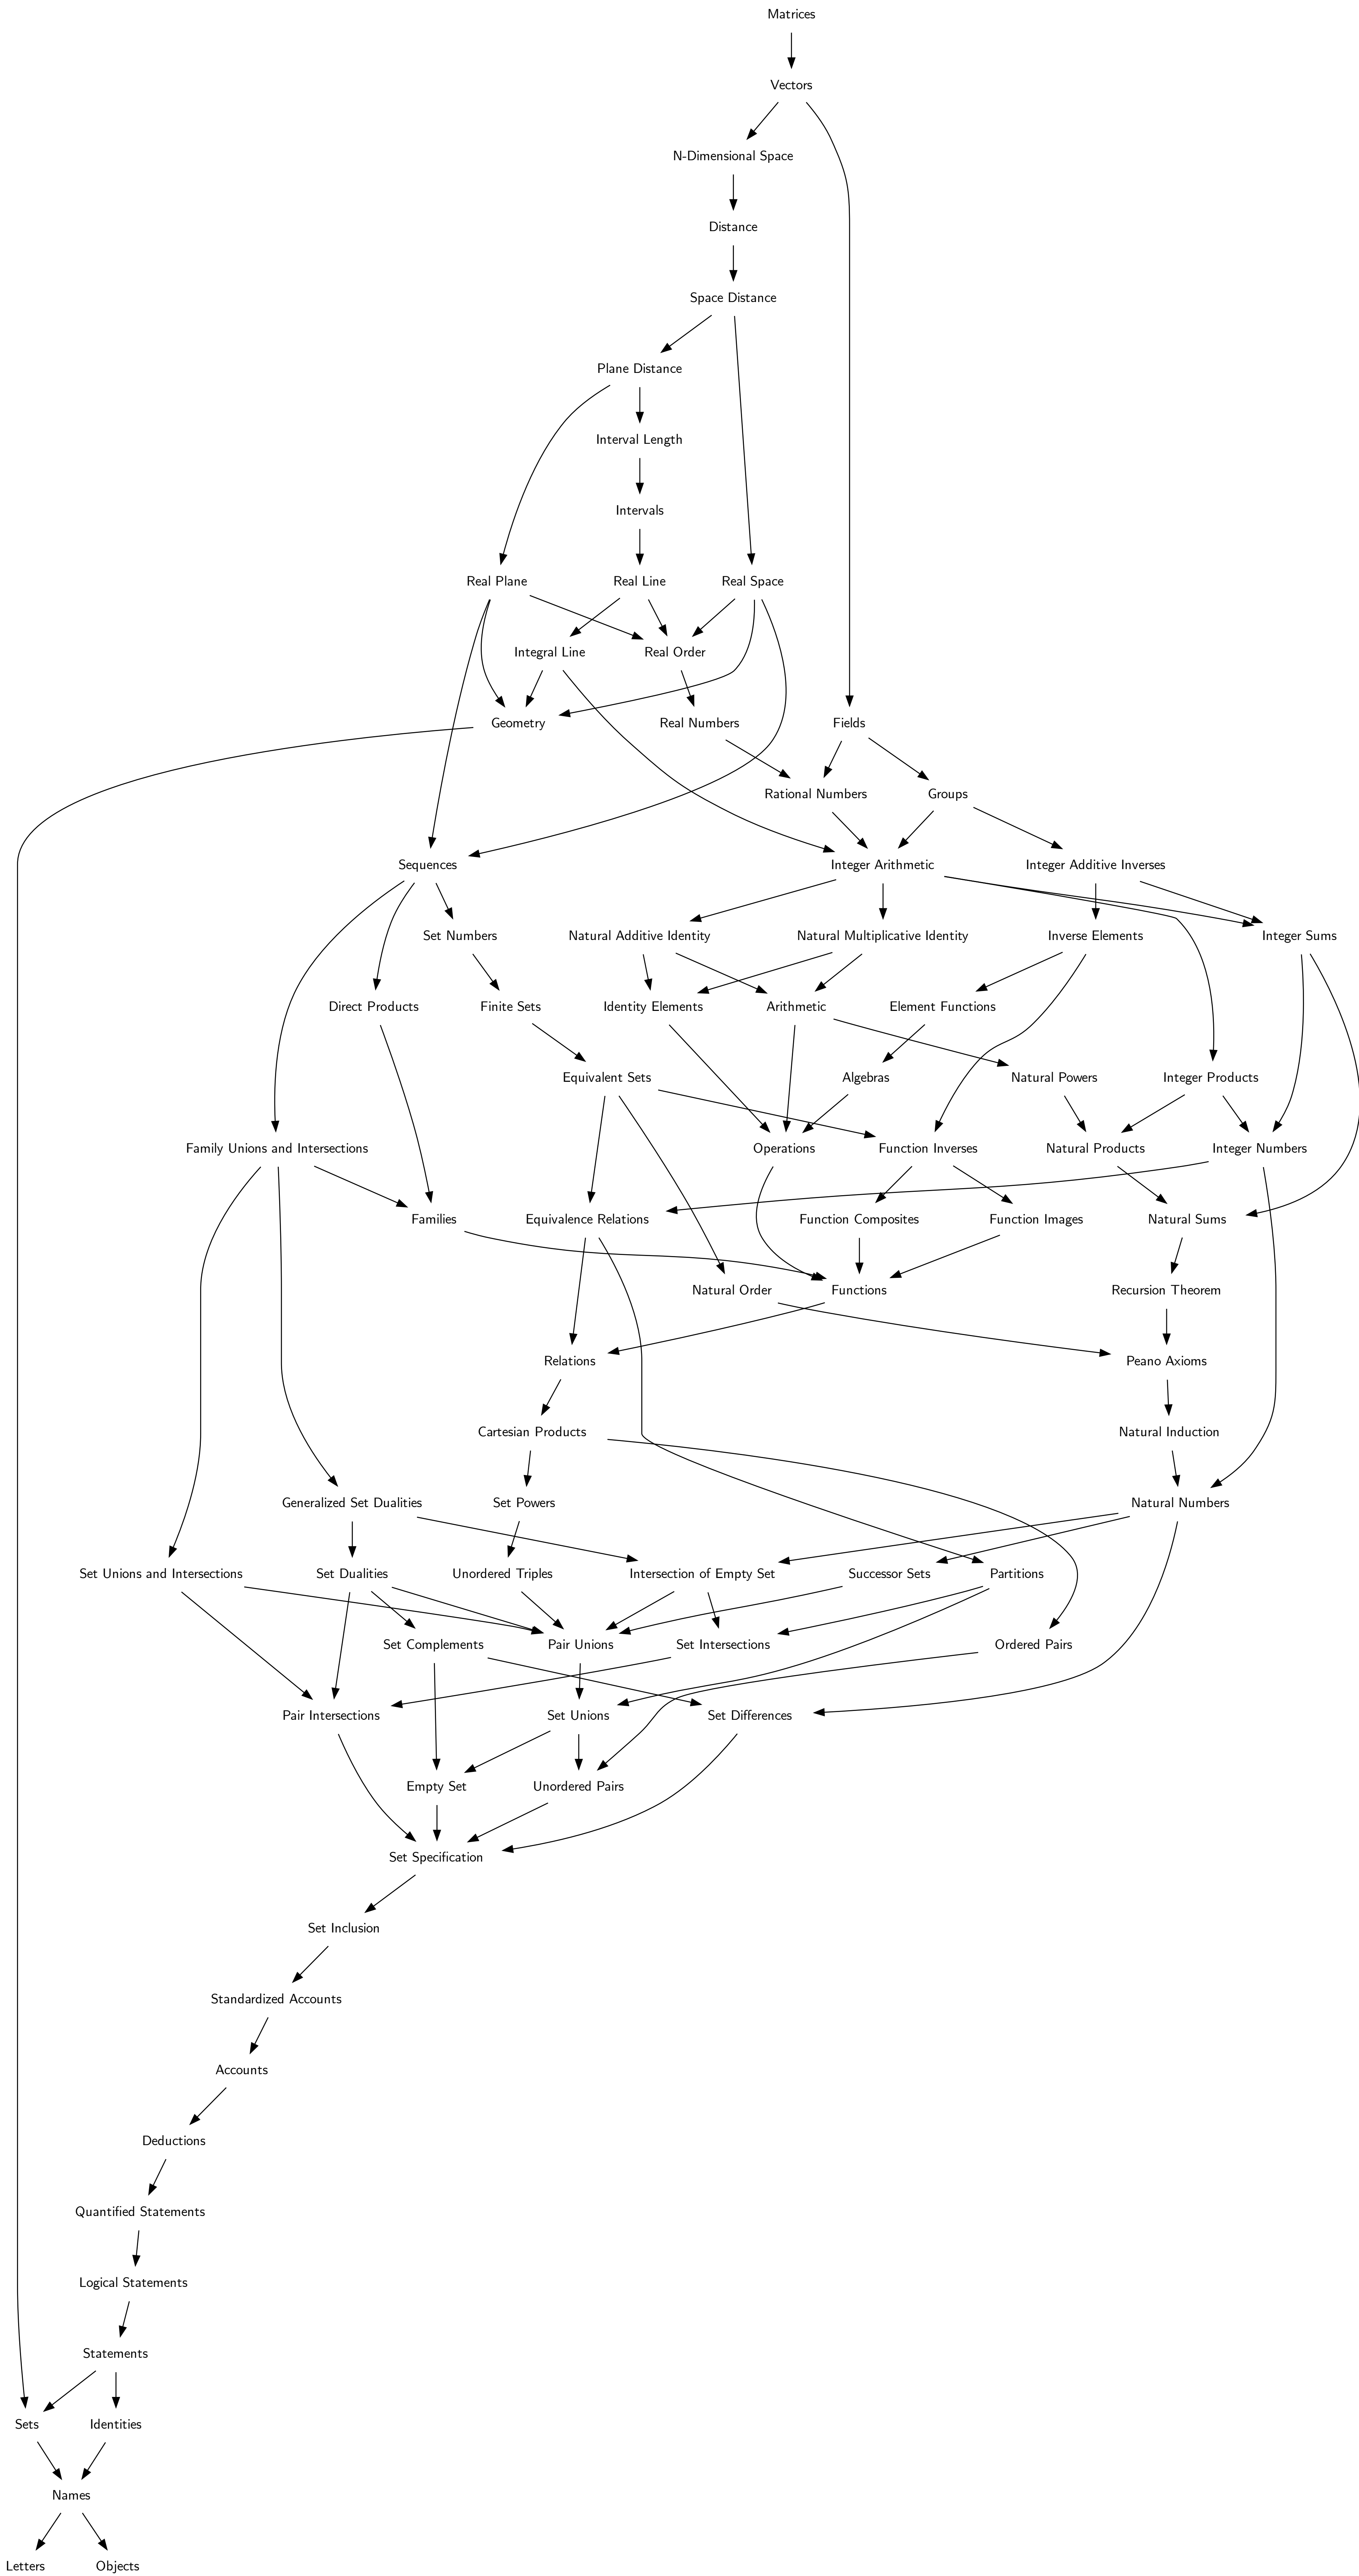 Matrices
Vectors
N-Dimensional Space
Distance
Space Distance
Plane Distance
Interval Length
Intervals
Real Plane
Real Line
Real Space
Integral Line
Real Order
Geometry
Real Numbers
Fields
Rational Numbers
Groups
Sequences
Integer Arithmetic
Integer Additive Inverses
Set Numbers
Natural Additive Identity
Natural Multiplicative Identity
Inverse Elements
Integer Sums
Direct Products
Finite Sets
Identity Elements
Arithmetic
Element Functions
Equivalent Sets
Algebras
Natural Powers
Integer Products
Family Unions and Intersections
Operations
Function Inverses
Natural Products
Integer Numbers
Families
Equivalence Relations
Function Composites
Function Images
Natural Sums
Natural Order
Functions
Recursion Theorem
Relations
Peano Axioms
Cartesian Products
Natural Induction
Generalized Set Dualities
Set Powers
Natural Numbers
Set Unions and Intersections
Set Dualities
Unordered Triples
Intersection of Empty Set
Successor Sets
Partitions
Set Complements
Pair Unions
Set Intersections
Ordered Pairs
Pair Intersections
Set Unions
Set Differences
Empty Set
Unordered Pairs
Set Specification
Set Inclusion
Standardized Accounts
Accounts
Deductions
Quantified Statements
Logical Statements
Statements
Sets
Identities
Names
Letters
Objects